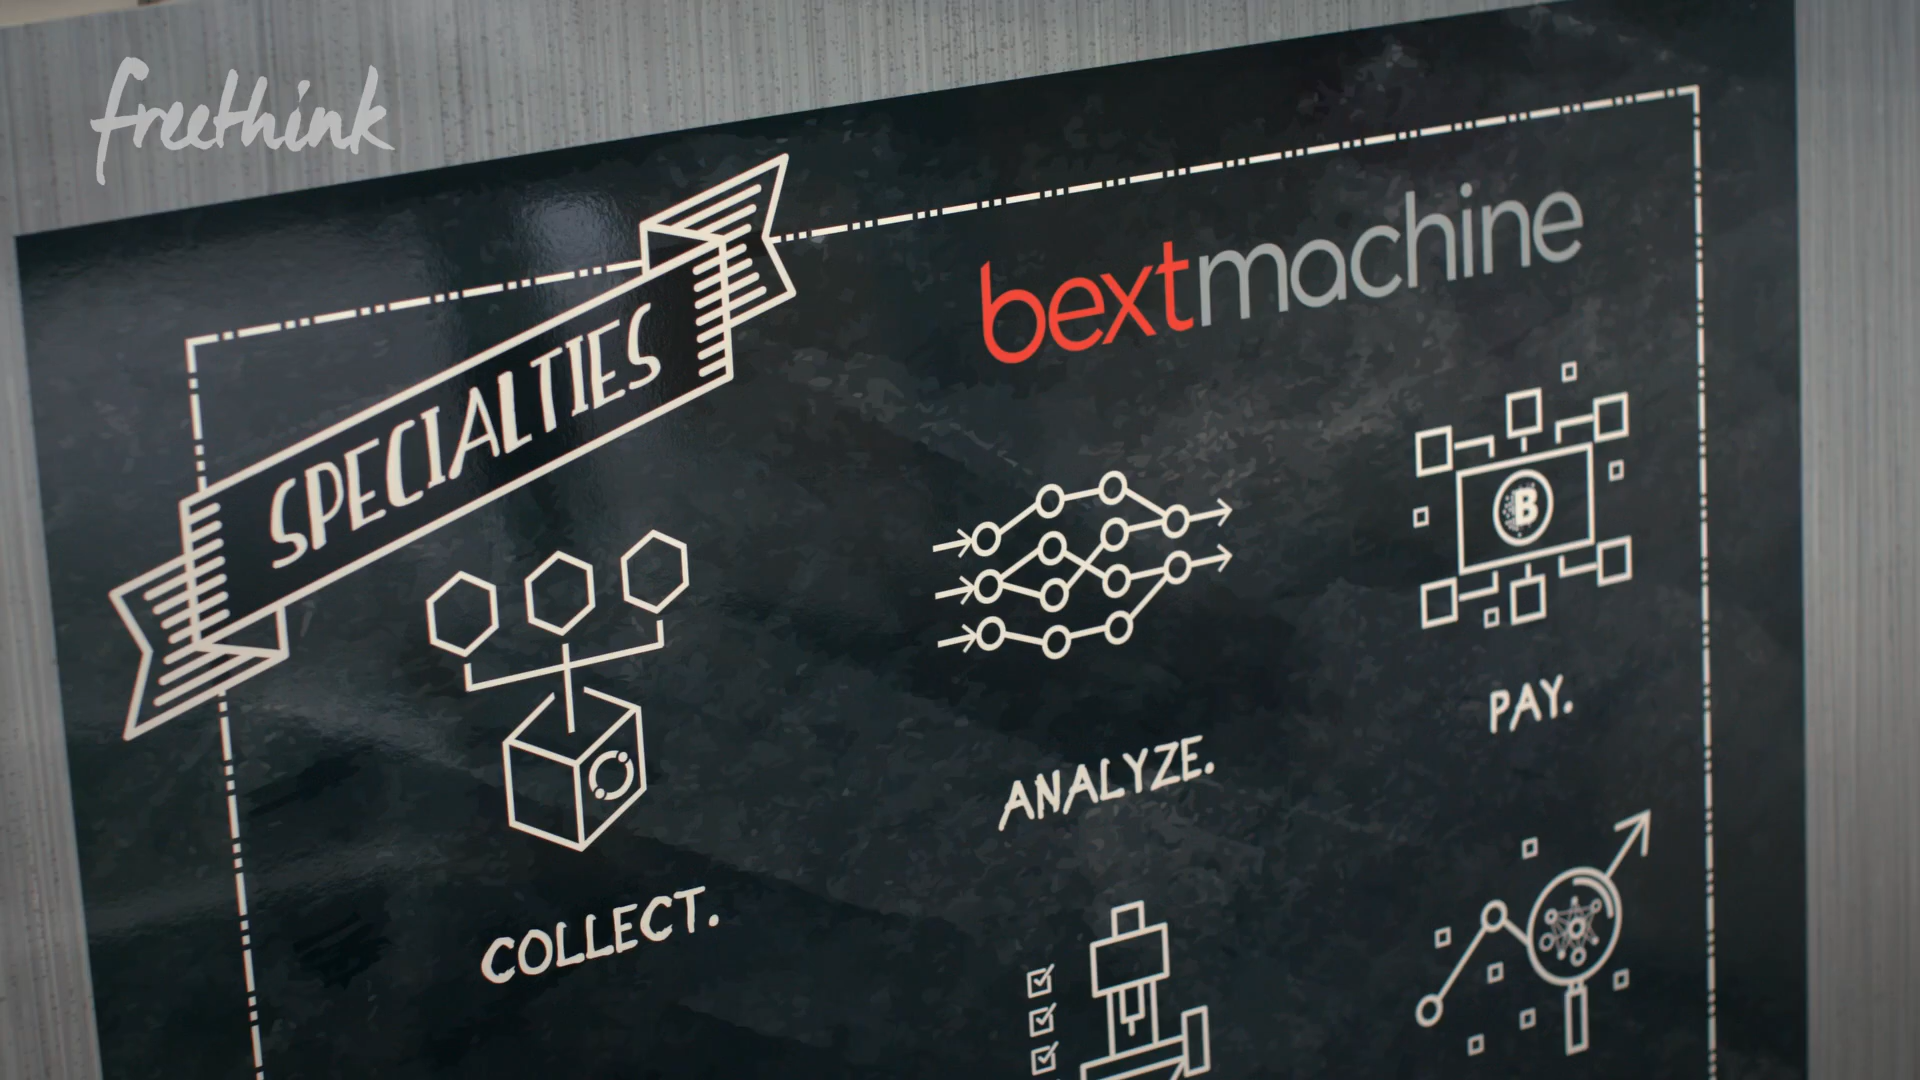 freethink
SPECIALTIES
bextmachine
COLLECT.
ANALYZE.
PAY.
B